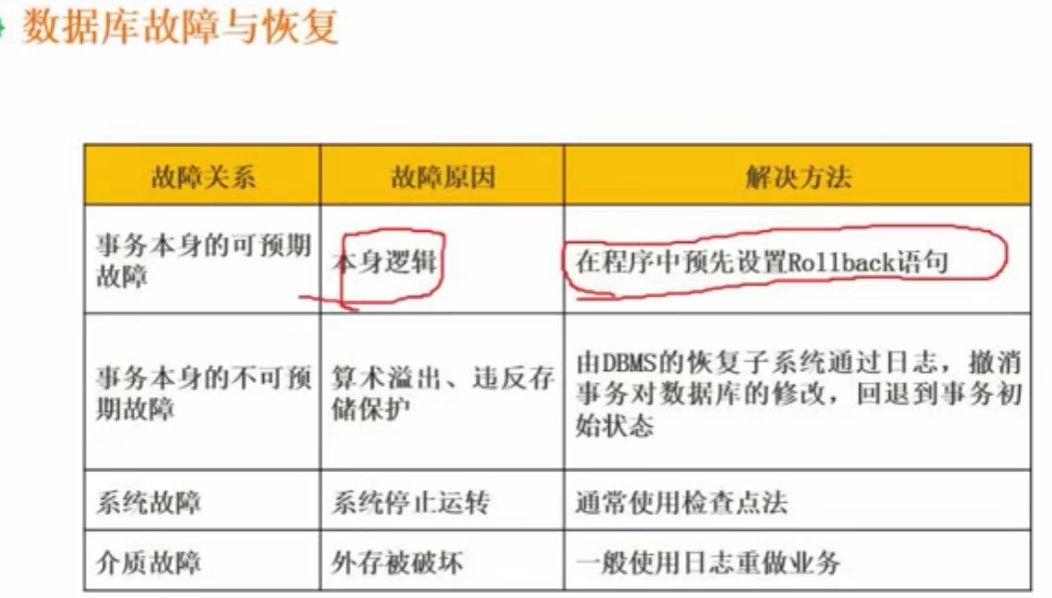 数据库故障与恢复
故障关系 故障原因 解决方法
事务本身的可预期
故障
本身逻辑
在程序中预先设置Rollback语句
事务本身的不可预
期故障
算术溢出、违反存
储保护
由DBMS的恢复子系统通过日志，撤消
事务对数据库的修改，回退到事务初
始状态
系统故障 系统停止运转 通常使用检查点法
介质故障 外存被破坏 一般使用日志重做业务